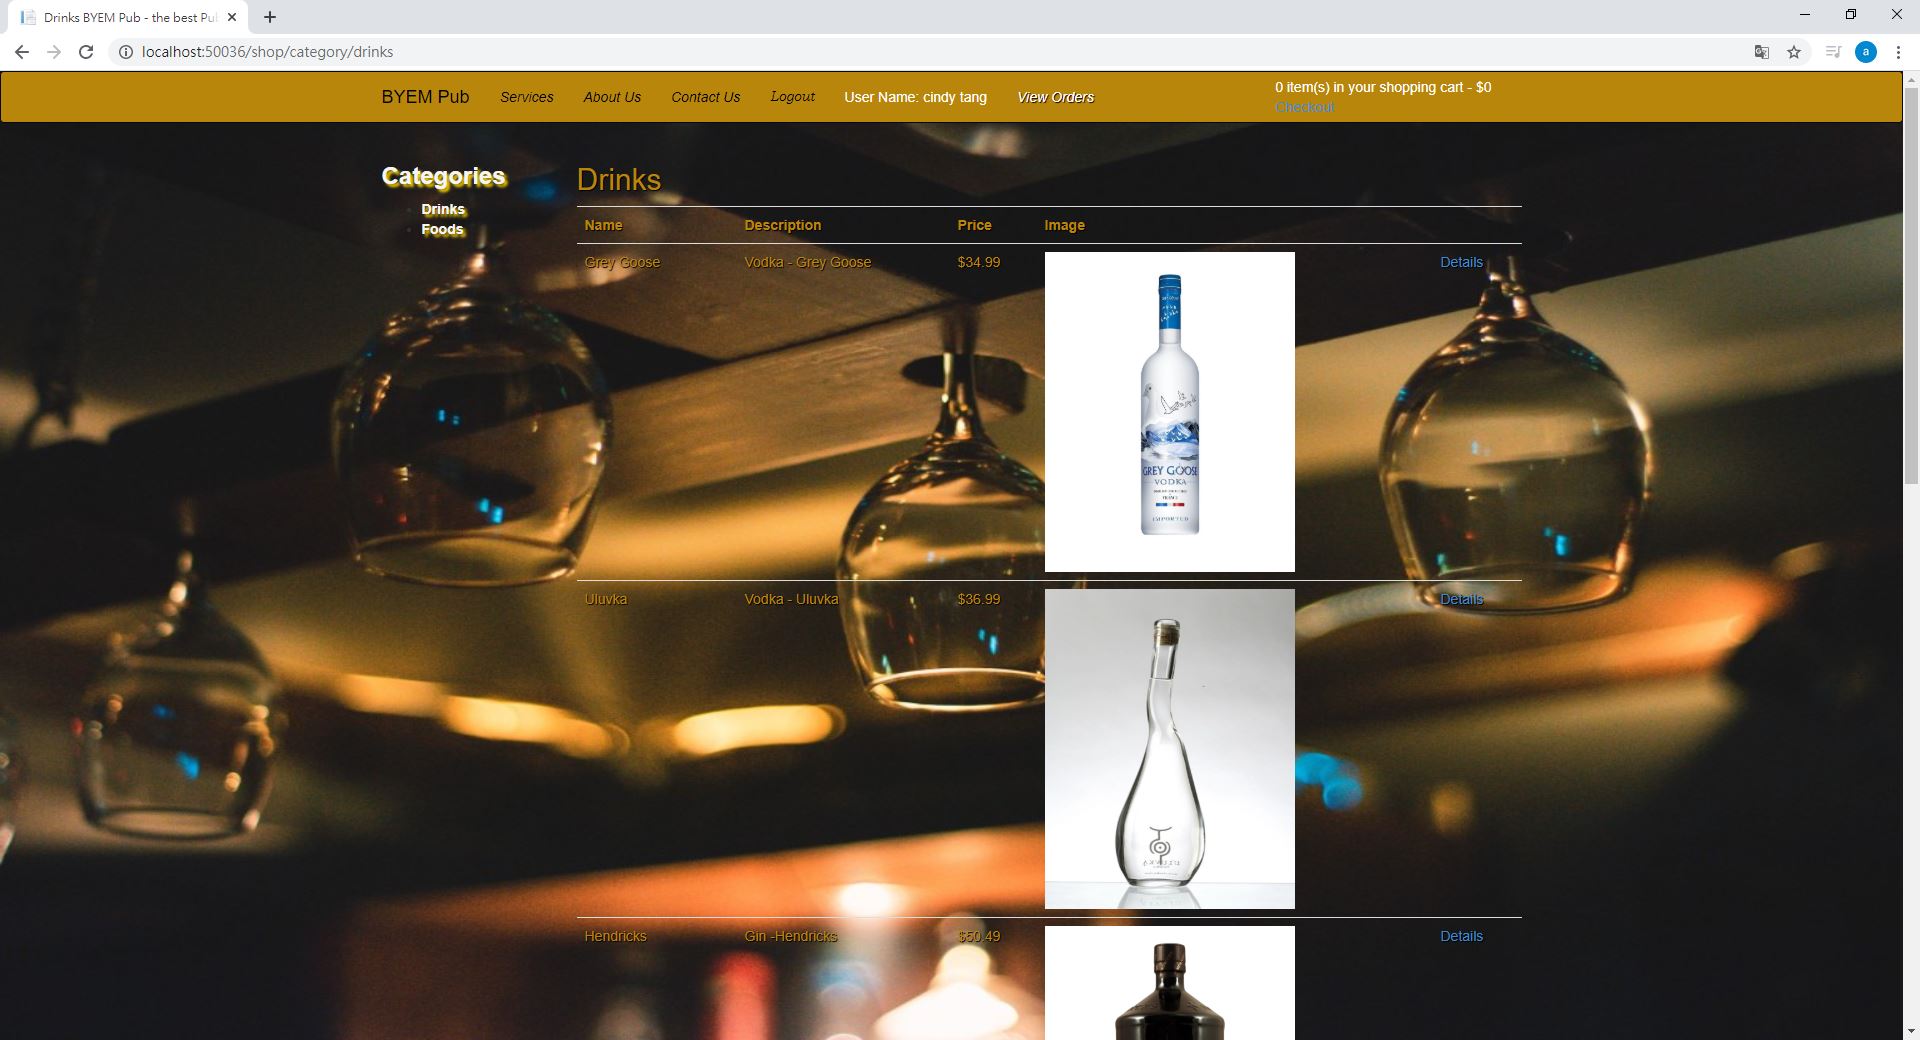 Drinks BYEM Pub - the best Pu
localhost:50036/shop/category/drinks
a
BYEM Pub Services About Us Contact Us Logout User Name: cindy tang View Orders 0 item(s) in your shopping cart - $0
Checkout
Categories
Drinks
Foods
Drinks
Name Description Price Image
Grey Goose Vodka - Grey Goose $34.99 Details
GREY GOOSE
VODKA
IMPORTED
Uluvka Vodka - Uluvka $36.99 Details
Hendricks Gin -Hendricks $50.49 Details